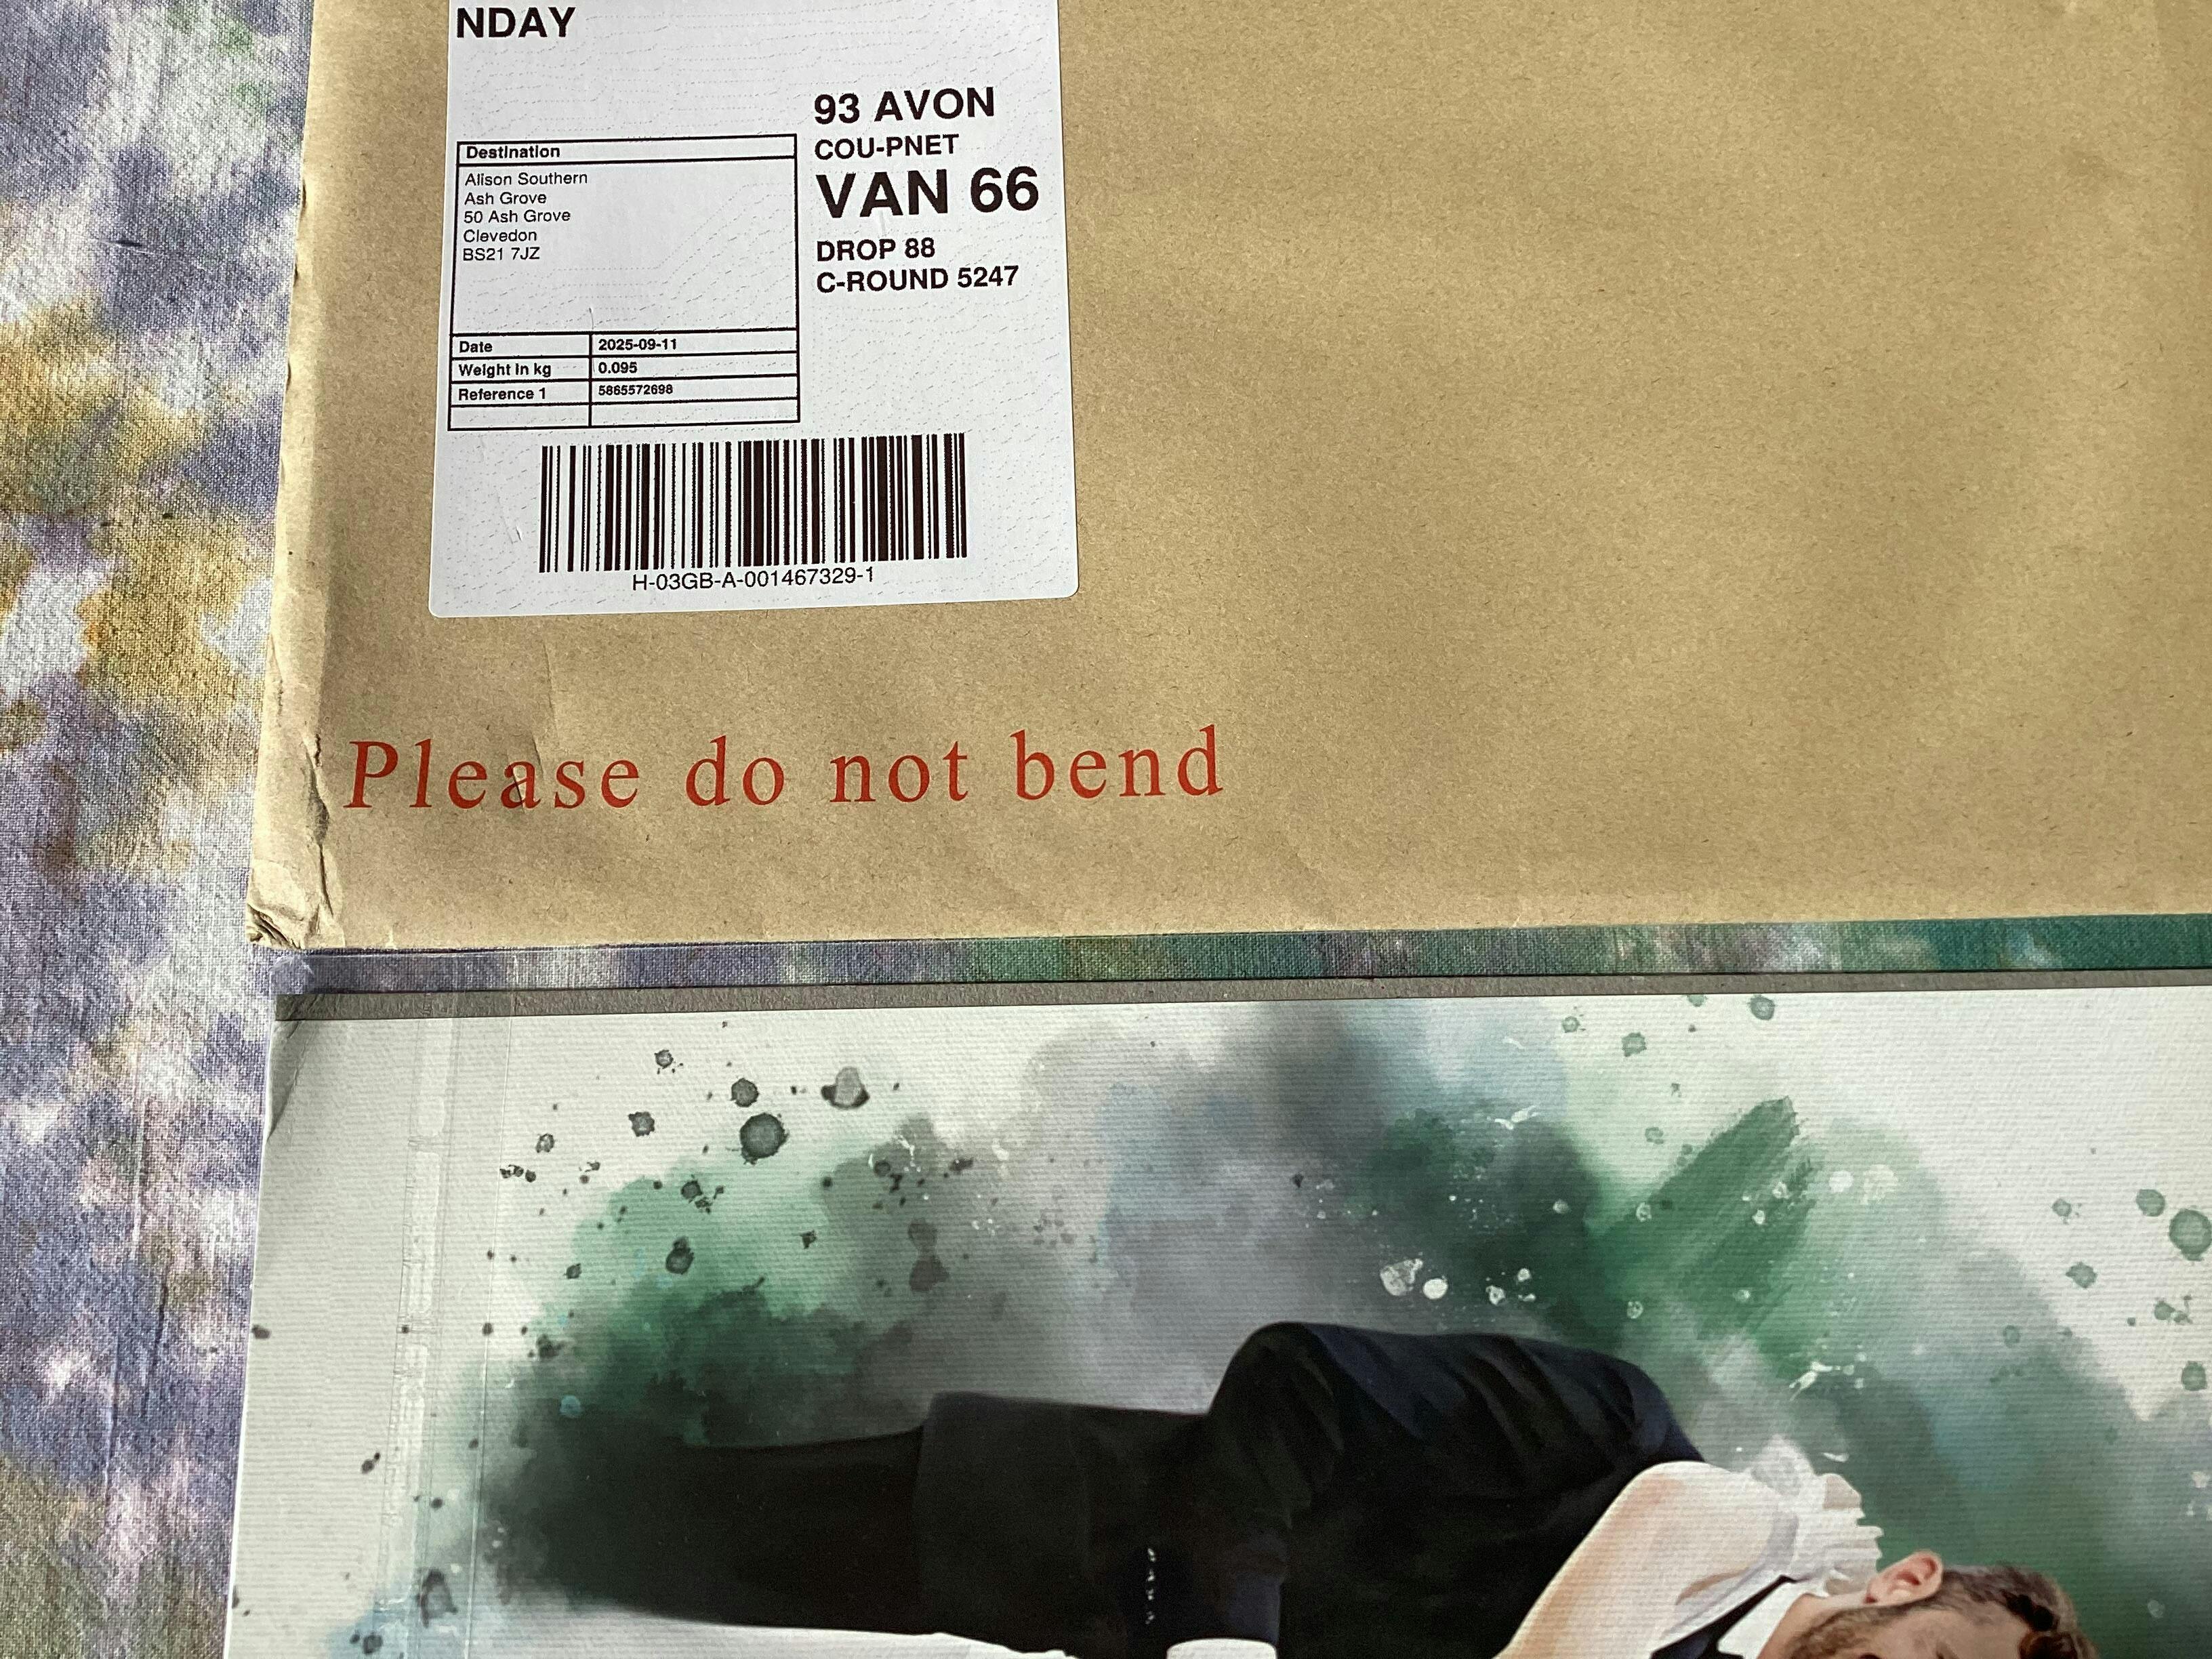 NDAY
93 AVON
COU-PNET
VAN 66
DROP 88
C-ROUND 5247
Destination
Alison Southern
Ash Grove
50 Ash Grove
Clevedon
BS21 7JZ
Date 2025-09-11
Weight in kg 0.095
Reference 1 5865572698
H-03GB-A-001467329-1
Please do not bend